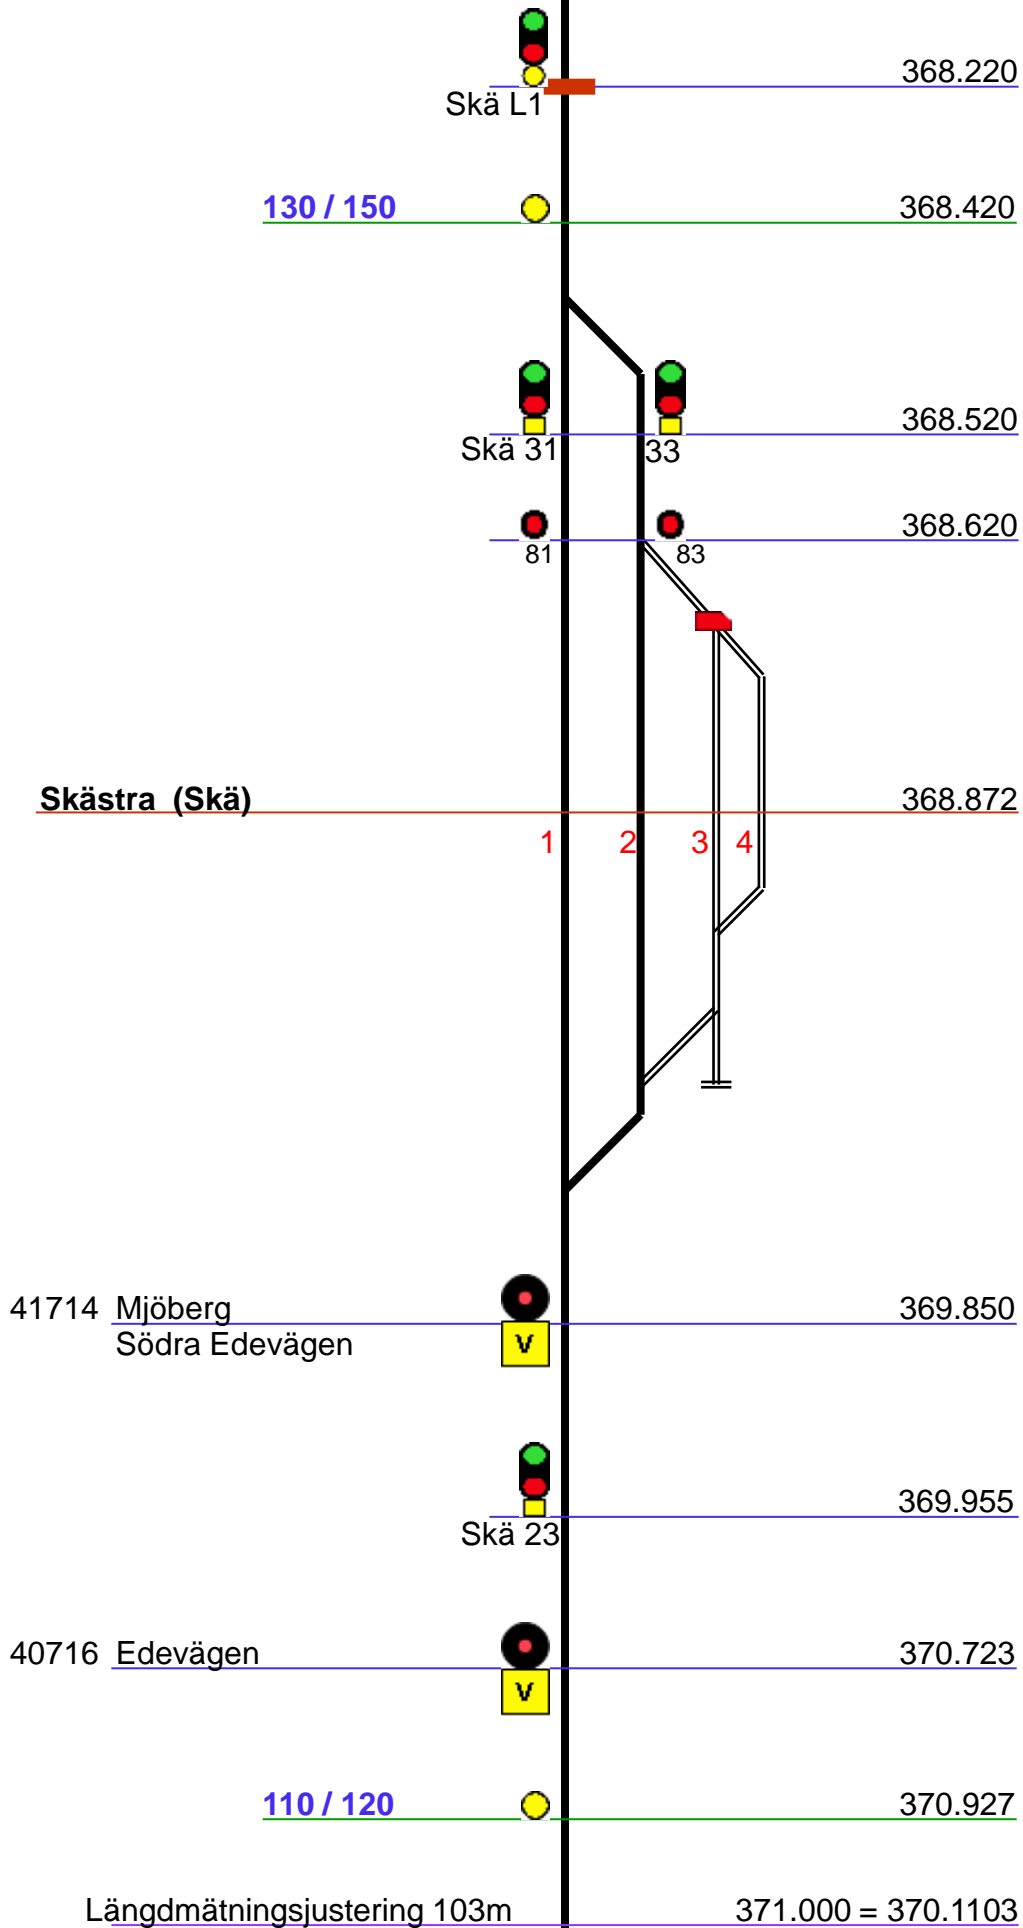 368.220
Skä L1
130 / 150 368.420
368.520
Skä 31 33
368.620
81 83
Skästra (Skä) 368.872
1 2 3 4
41714 Mjöberg 369.850
Södra Edevägen V
369.955
Skä 23
40716 Edevägen 370.723
V
110 / 120 370.927
Längdmätningsjustering 103m 371.000 = 370.1103